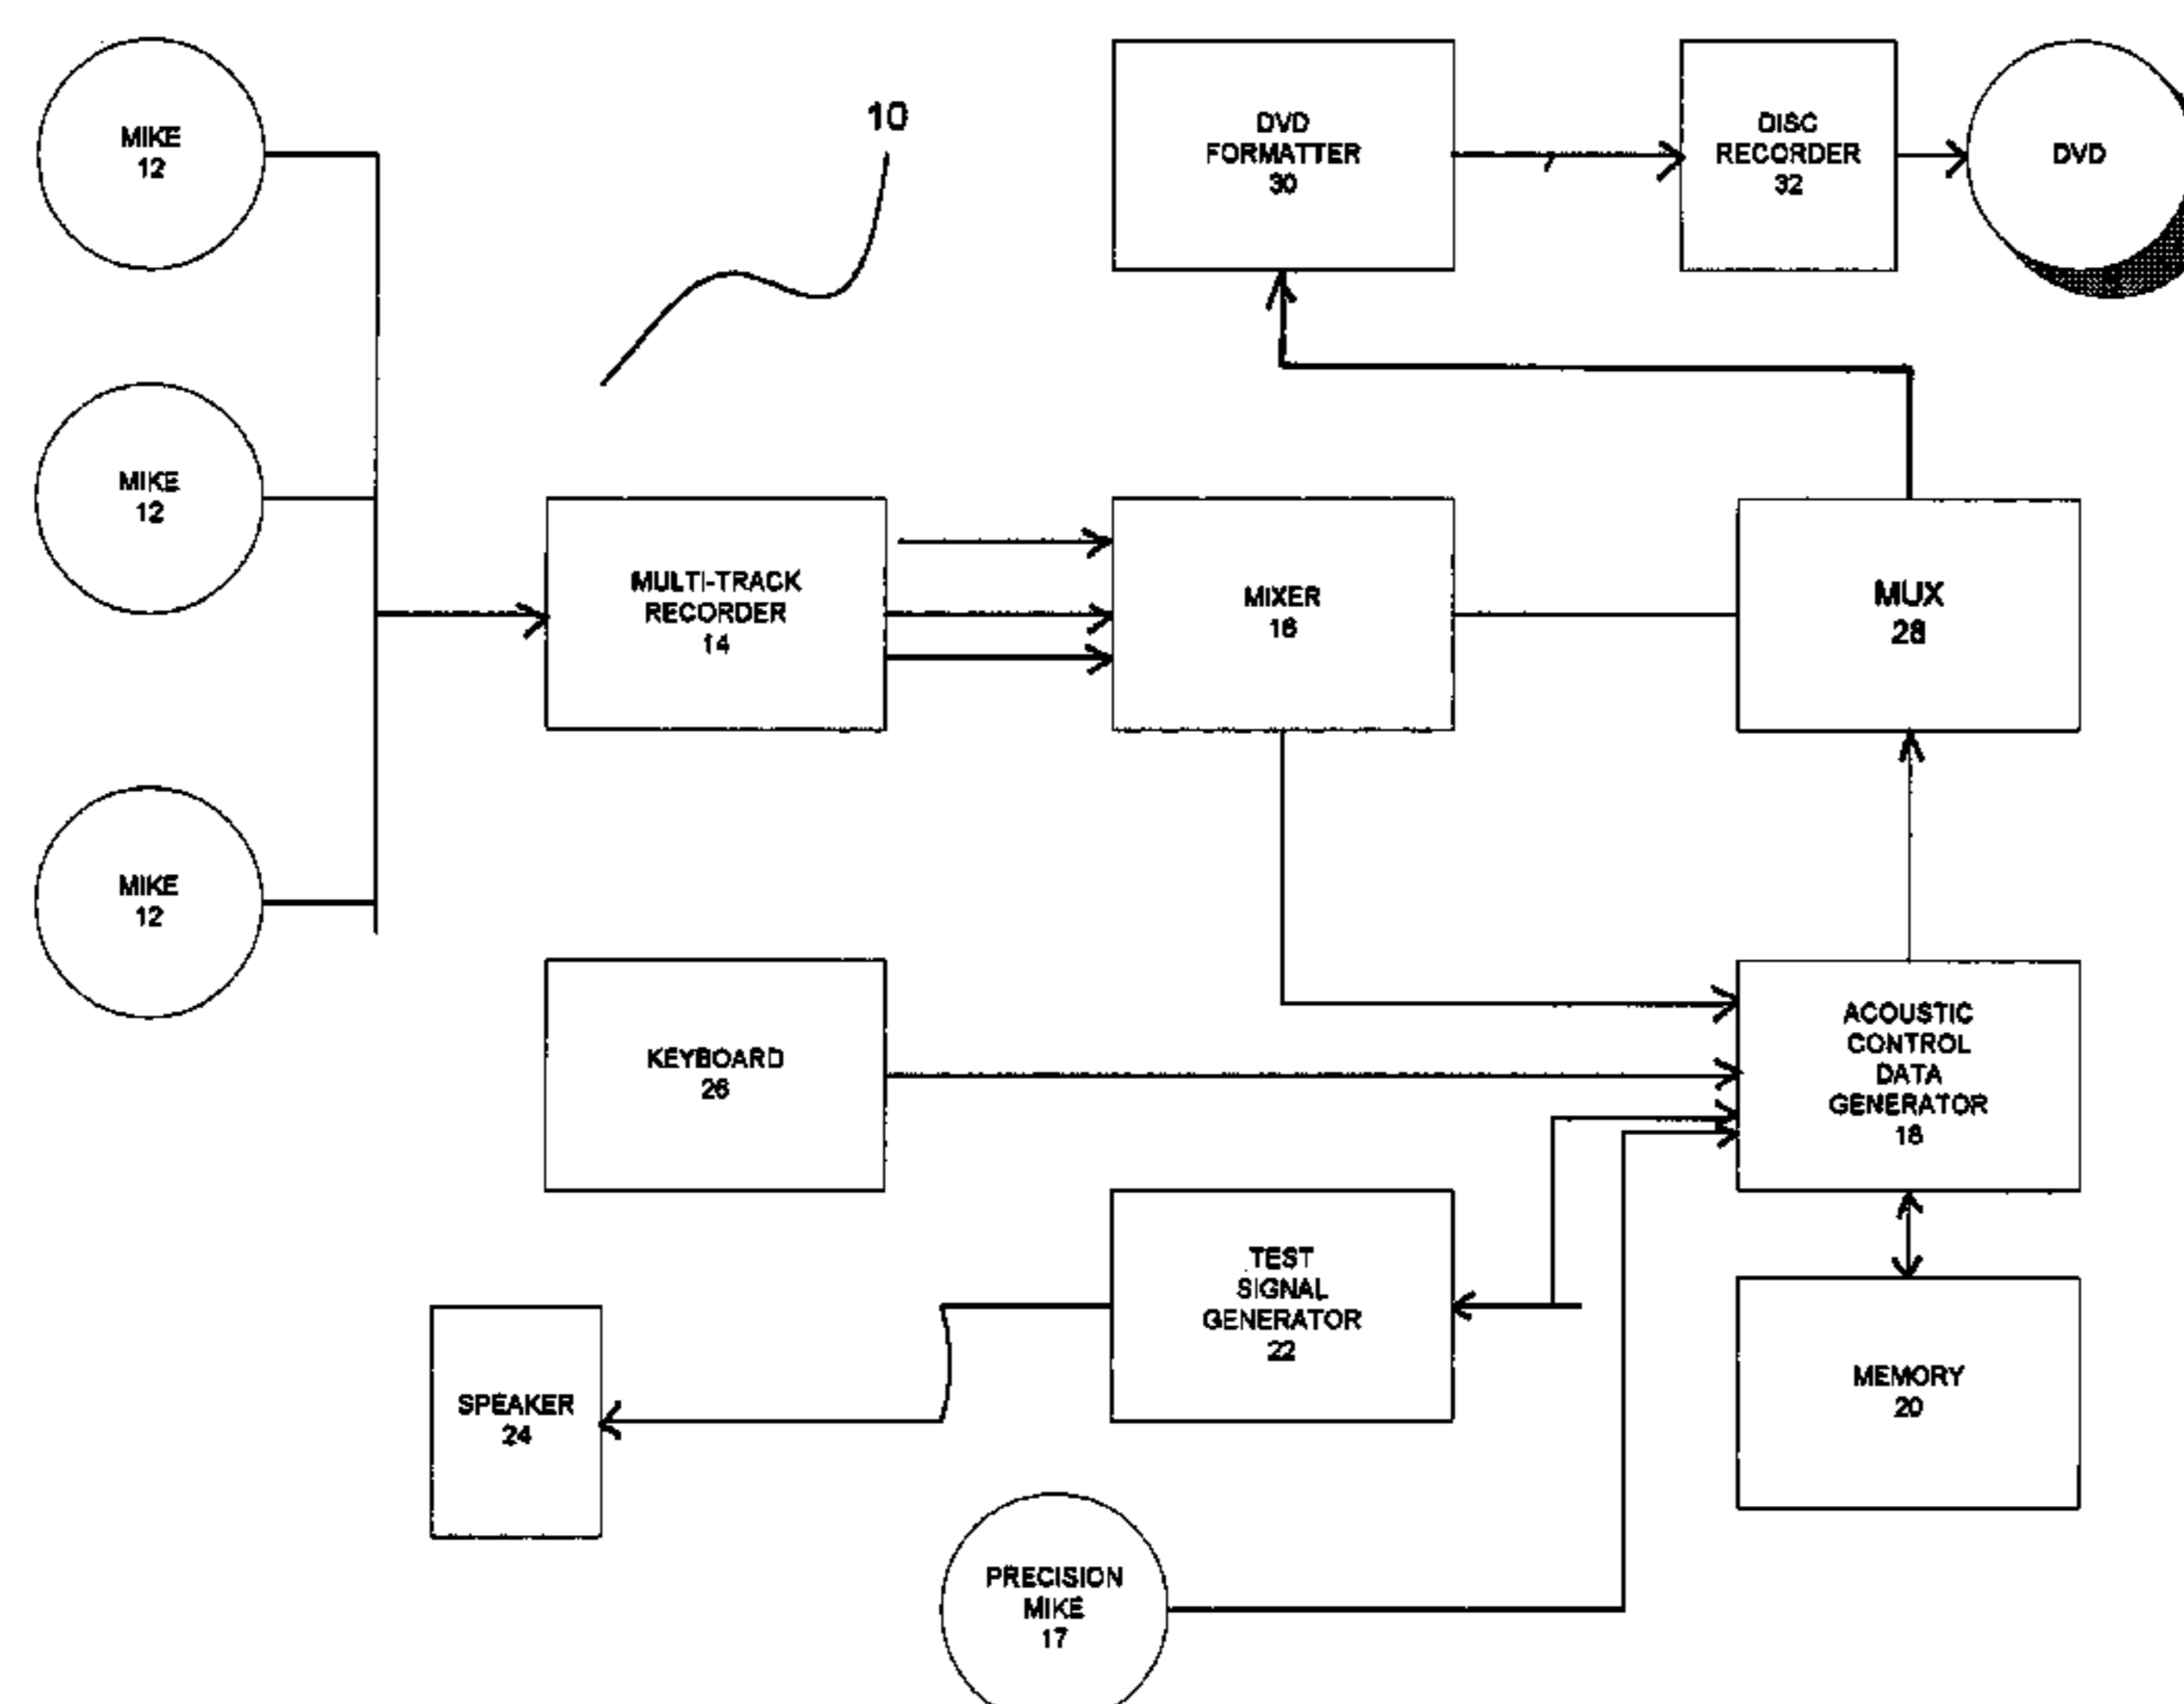 10
MIKE
12
MIKE
12
MIKE
12
DVD
FORMATTER
30
DISC
RECORDER
32
DVD
MULTI-TRACK
RECORDER
14
MIXER
16
MUX
28
KEYBOARD
26
ACOUSTIC
CONTROL
DATA
GENERATOR
18
TEST
SIGNAL
GENERATOR
22
SPEAKER
24
MEMORY
20
PRECISION
MIKE
17